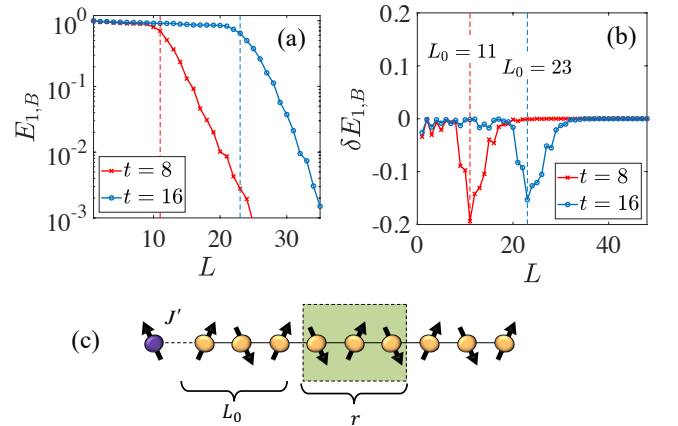 10^0
10^{-1}
10^{-2}
10^{-3}
E_{1,B}
(a)
t = 8
t = 16
10
20
30
L
0.2
0.1
0
-0.1
-0.2
δE_{1,B}
(b)
L_0 = 11
L_0 = 23
t = 8
t = 16
0
20
40
L
(c)
J'
L_0
r